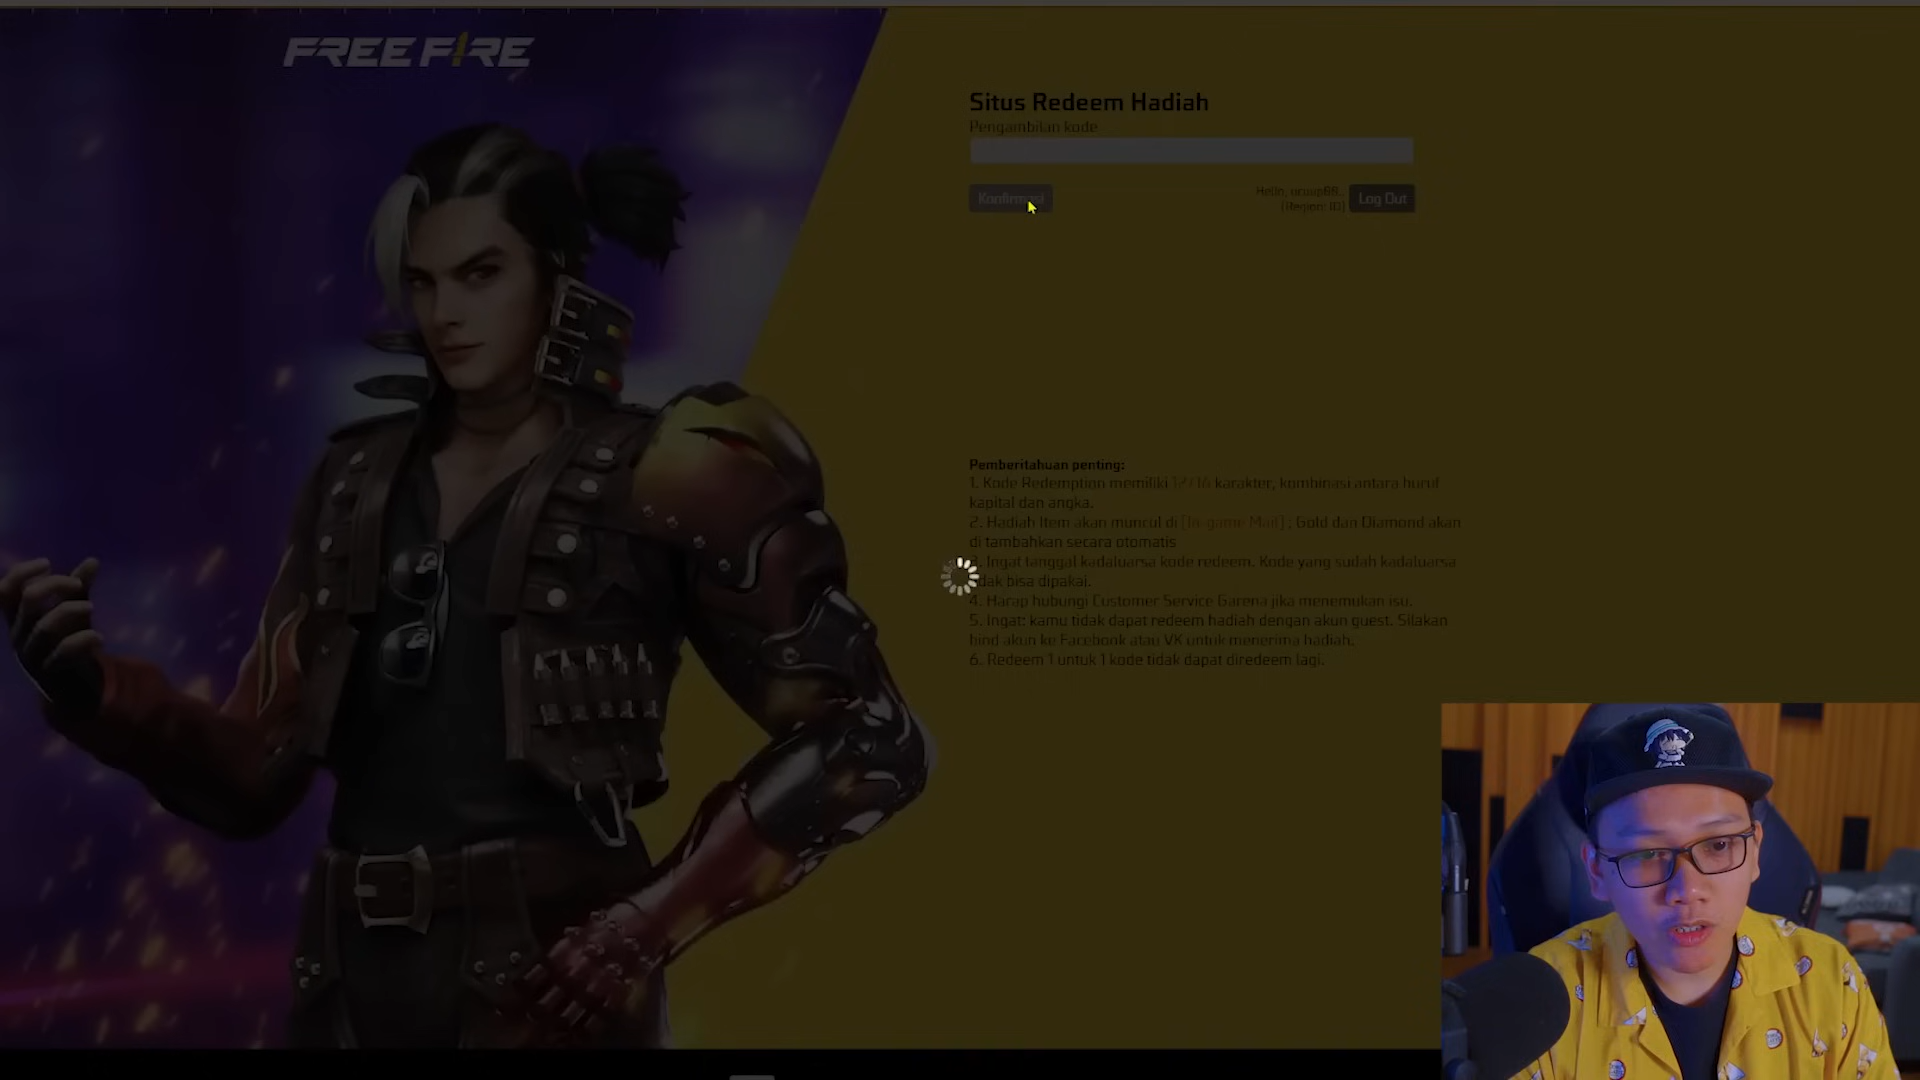 FREE FIRE
Situs Redeem Hadiah
Pengambilan kode
Konfirmasi
Hello,
[Region: ID]
Log Out
Pemberitahuan penting:
1. Kode Redemption memiliki 12/16 karakter, kombinasi antara huruf
kapital dan angka.
2. Hadiah Item akan muncul di [In-game Mail] ; Gold dan Diamond akan
di tambahkan secara otomatis
3. Ingat tanggal kadaluarsa kode redeem. Kode yang sudah kadaluarsa
dak bisa dipakai.
4. Harap hubungi Customer Service Garena jika menemukan isu.
5. Ingat: kamu tidak dapat redeem hadiah dengan akun guest. Silakan
bind akun ke Facebook atau VK untuk menerima hadiah.
6. Redeem 1 untuk 1 kode tidak dapat diredeem lagi.